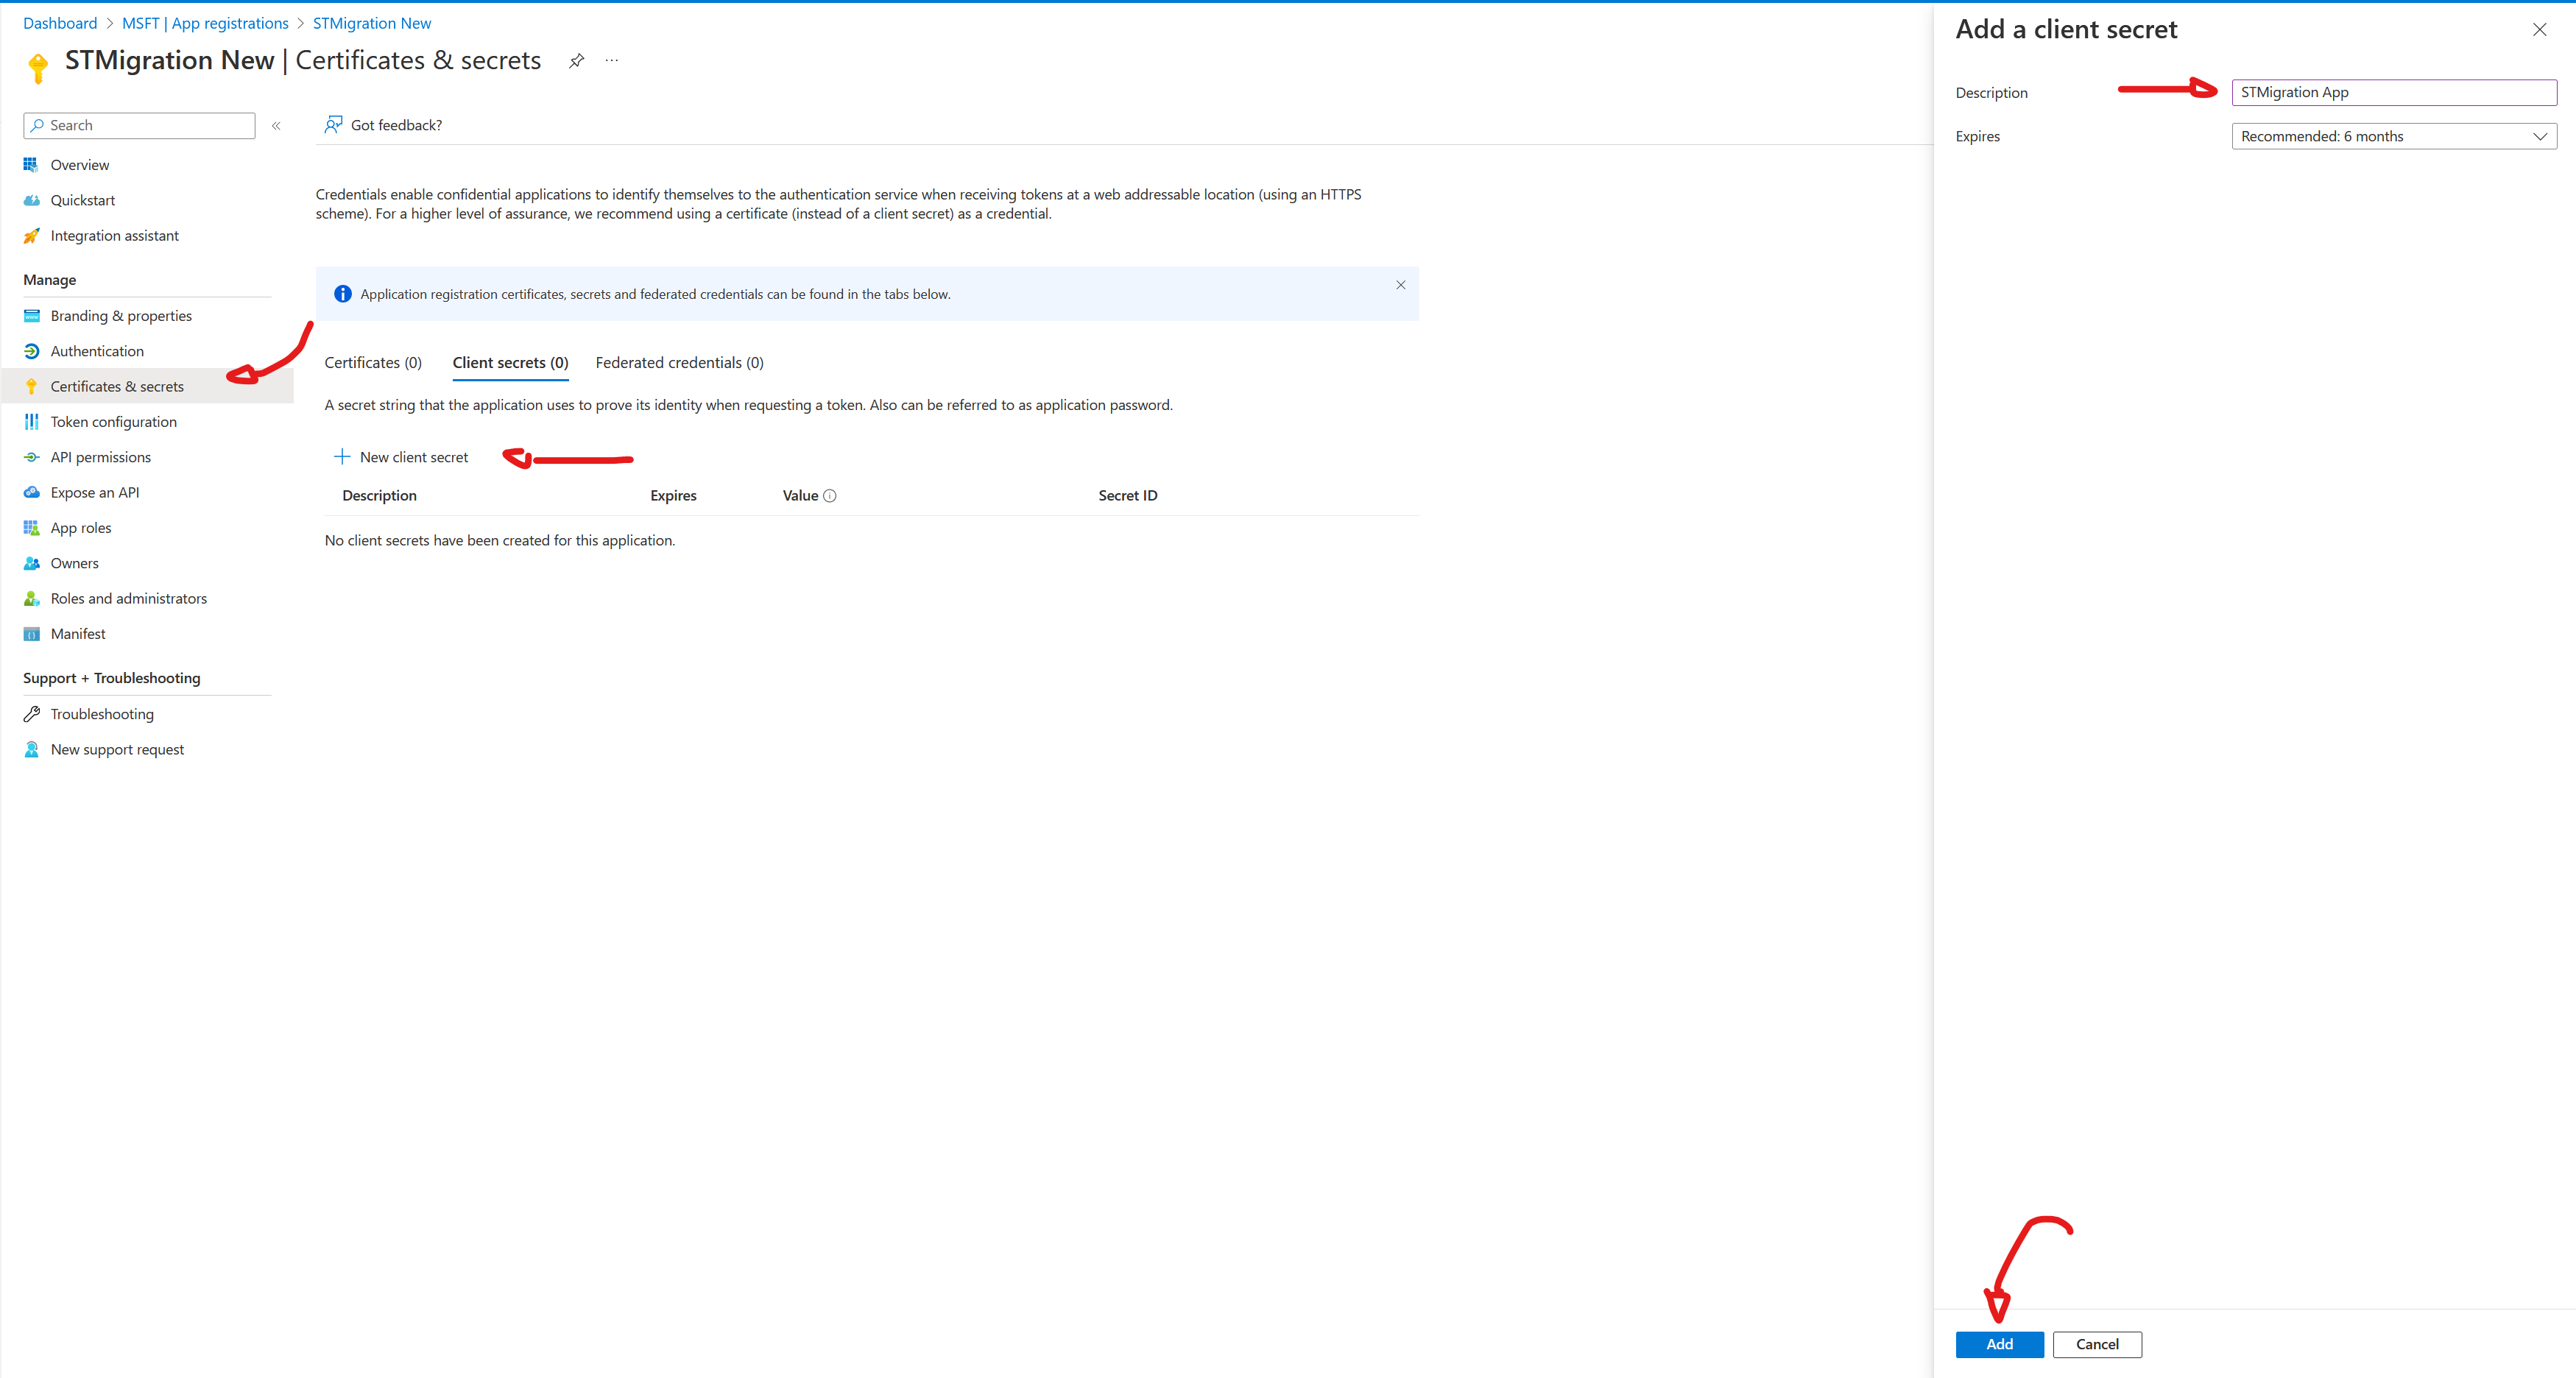 Dashboard > MSFT | App registrations > STMigration New
STMigration New | Certificates & secrets
Search
Overview
Quickstart
Integration assistant
Manage
Branding & properties
Authentication
Certificates & secrets
Token configuration
API permissions
Expose an API
App roles
Owners
Roles and administrators
Manifest
Support + Troubleshooting
Troubleshooting
New support request
Got feedback?
Credentials enable confidential applications to identify themselves to the authentication service when receiving tokens at a web addressable location (using an HTTPS
scheme). For a higher level of assurance, we recommend using a certificate (instead of a client secret) as a credential.
Application registration certificates, secrets and federated credentials can be found in the tabs below.
Certificates (0) Client secrets (0) Federated credentials (0)
A secret string that the application uses to prove its identity when requesting a token. Also can be referred to as application password.
New client secret
Description Expires Value Secret ID
No client secrets have been created for this application.
Add a client secret
Description STMigration App
Expires Recommended: 6 months
Add Cancel